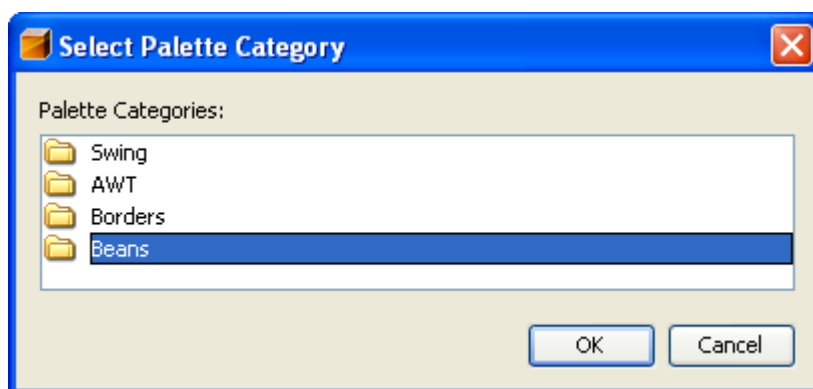 Select Palette Category
Palette Categories:
Swing
AWT
Borders
Beans
OK Cancel